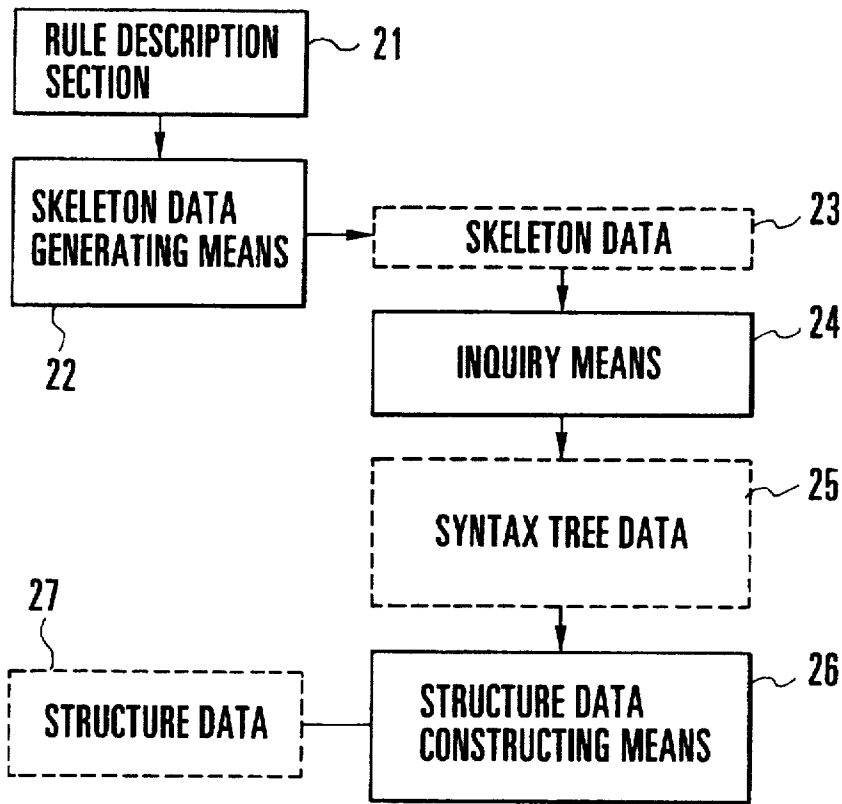 RULE DESCRIPTION
SECTION
21
SKELETON DATA
GENERATING MEANS
22
SKELETON DATA
23
INQUIRY MEANS
24
SYNTAX TREE DATA
25
27
STRUCTURE DATA
STRUCTURE DATA
CONSTRUCTING MEANS
26